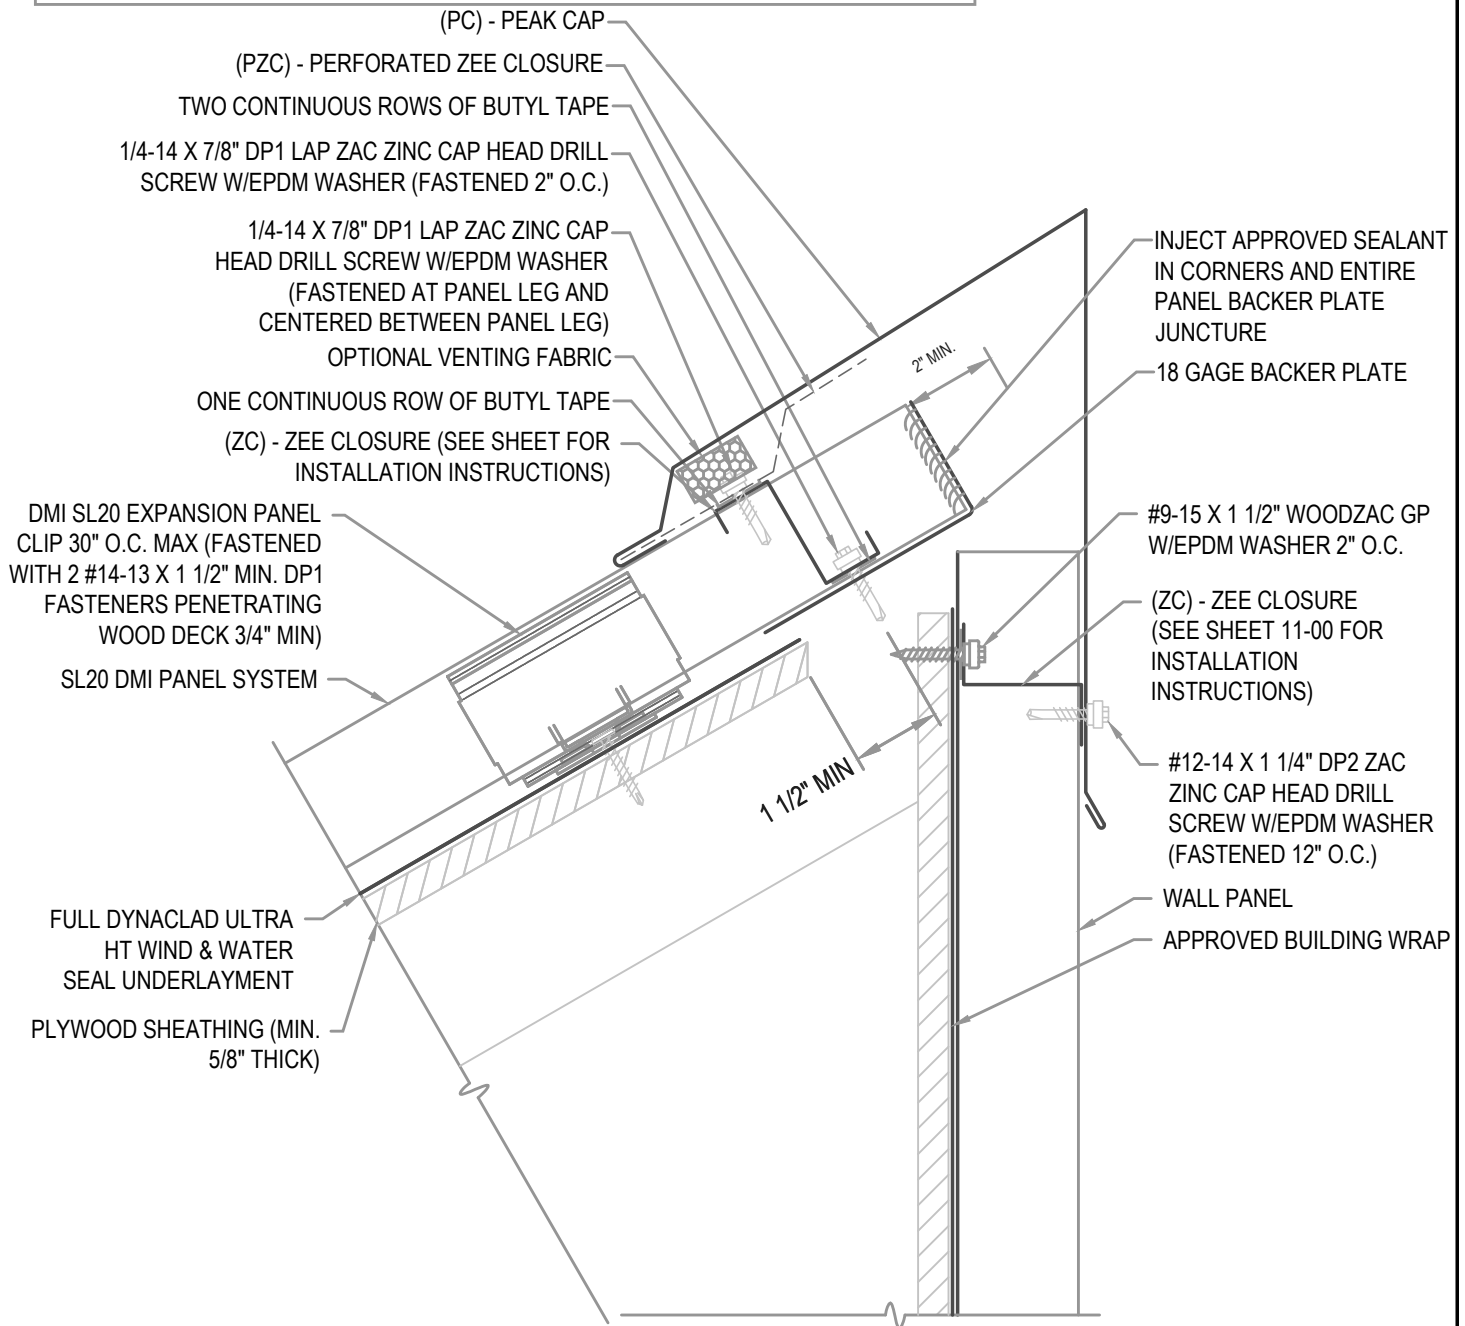 (PC) - PEAK CAP
(PZC) - PERFORATED ZEE CLOSURE
TWO CONTINUOUS ROWS OF BUTYL TAPE
1/4-14 X 7/8" DP1 LAP ZAC ZINC CAP HEAD DRILL
SCREW W/EPDM WASHER (FASTENED 2" O.C.)
1/4-14 X 7/8" DP1 LAP ZAC ZINC CAP
HEAD DRILL SCREW W/EPDM WASHER
(FASTENED AT PANEL LEG AND
CENTERED BETWEEN PANEL LEG)
OPTIONAL VENTING FABRIC
ONE CONTINUOUS ROW OF BUTYL TAPE
(ZC) - ZEE CLOSURE (SEE SHEET FOR
INSTALLATION INSTRUCTIONS)
DMI SL20 EXPANSION PANEL
CLIP 30" O.C. MAX (FASTENED
WITH 2 #14-13 X 1 1/2" MIN. DP1
FASTENERS PENETRATING
WOOD DECK 3/4" MIN)
SL20 DMI PANEL SYSTEM
FULL DYNACLAD ULTRA
HT WIND & WATER
SEAL UNDERLAYMENT
PLYWOOD SHEATHING (MIN.
5/8" THICK)
2" MIN.
1 1/2" MIN
INJECT APPROVED SEALANT
IN CORNERS AND ENTIRE
PANEL BACKER PLATE
JUNCTURE
18 GAGE BACKER PLATE
#9-15 X 1 1/2" WOODZAC GP
W/EPDM WASHER 2" O.C.
(ZC) - ZEE CLOSURE
(SEE SHEET 11-00 FOR
INSTALLATION
INSTRUCTIONS)
#12-14 X 1 1/4" DP2 ZAC
ZINC CAP HEAD DRILL
SCREW W/EPDM WASHER
(FASTENED 12" O.C.)
WALL PANEL
APPROVED BUILDING WRAP